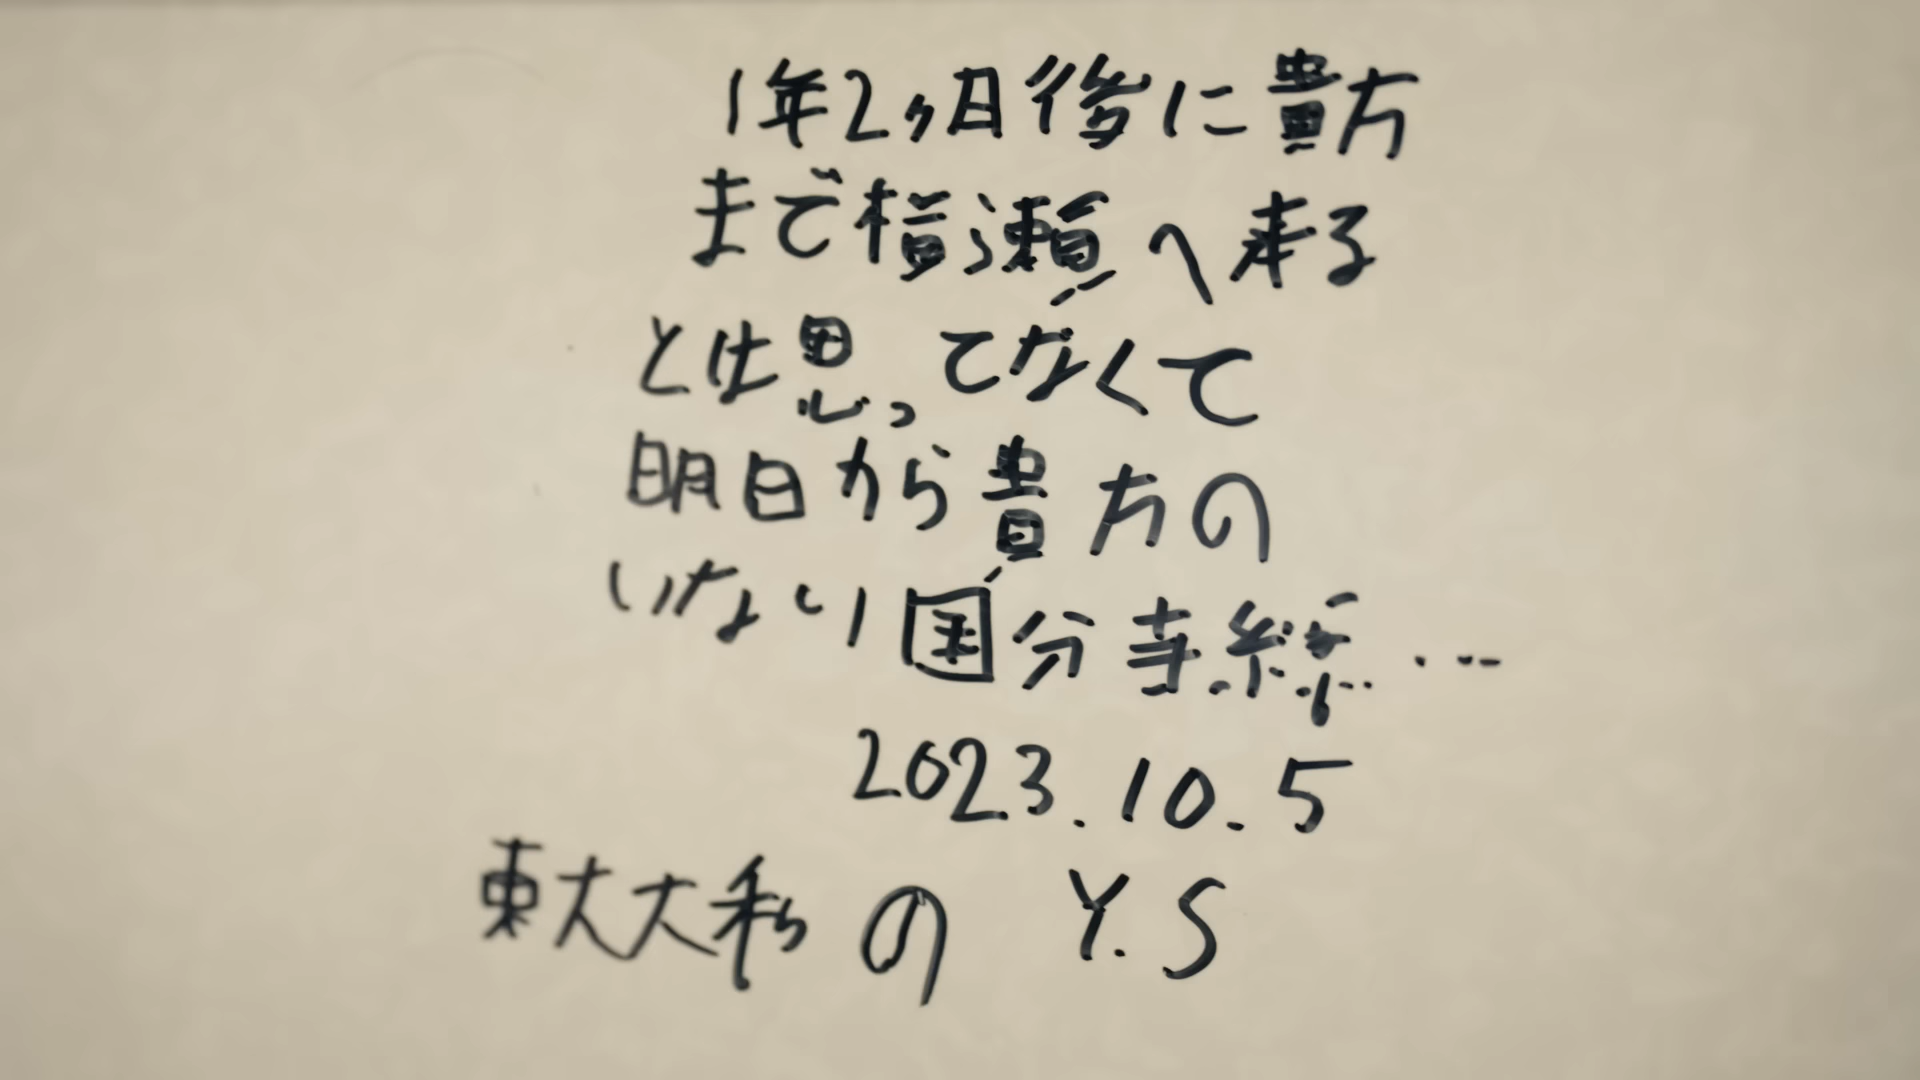 1年2ヶ日後に貴方
まで横瀬へ来る
とは思ってなくて
明日から貴方の
いない国分寺線…
2023.10.5
東大大和の Y.S